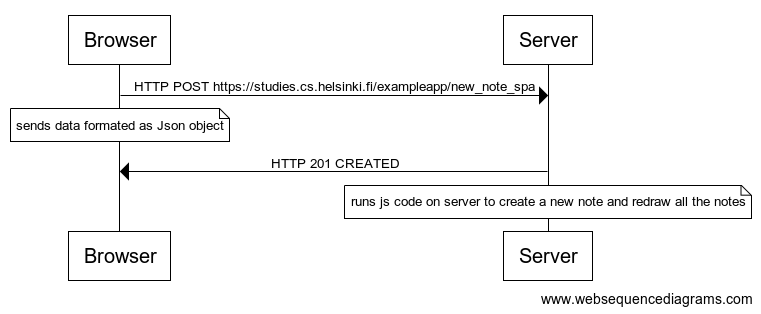 Browser
Server
HTTP POST https://studies.cs.helsinki.fi/exampleapp/new_note_spa
sends data formated as Json object
HTTP 201 CREATED
runs js code on server to create a new note and redraw all the notes
Browser
Server
www.websequencediagrams.com